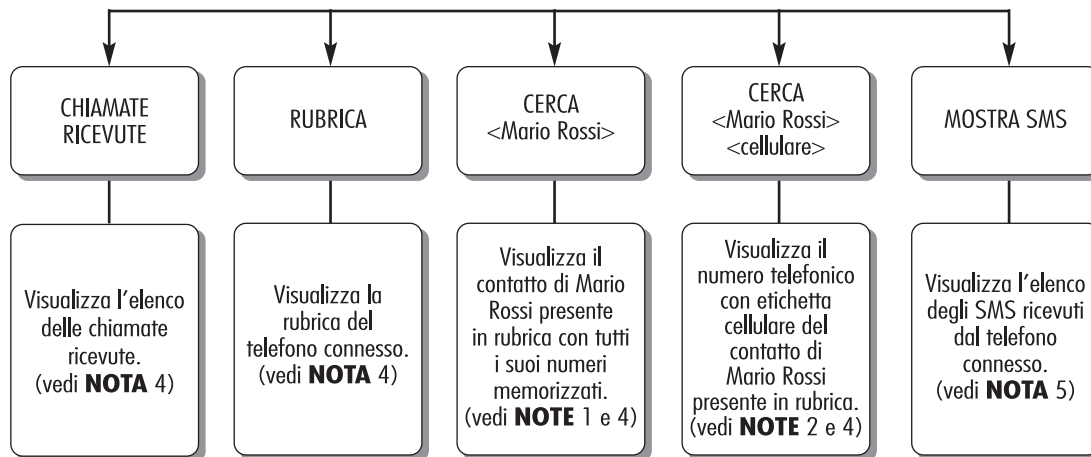 CHIAMATE
RICEVUTE
RUBRICA
CERCA
<Mario Rossi>
CERCA
<Mario Rossi>
<cellulare>
MOSTRA SMS
Visualizza l'elenco
delle chiamate
ricevute.
(vedi NOTA 4)
Visualizza la
rubrica del
telefono connesso.
(vedi NOTA 4)
Visualizza il
contatto di Mario
Rossi presente
in rubrica con tutti
i suoi numeri
memorizzati.
(vedi NOTE 1 e 4)
Visualizza il
numero telefonico
con etichetta
cellulare del
contatto di
Mario Rossi
presente in rubrica.
(vedi NOTE 2 e 4)
Visualizza l'elenco
degli SMS ricevuti
dal telefono
connesso.
(vedi NOTA 5)